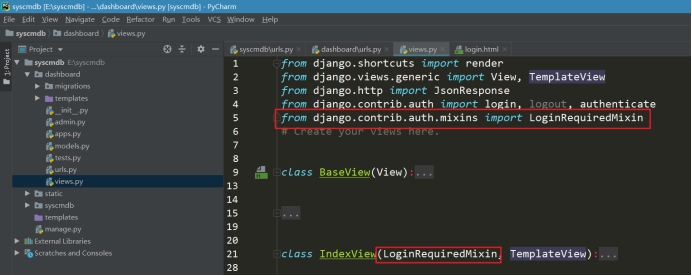 syscmdb [E:\syscmdb] - ...\dashboard\views.py [syscmdb] - PyCharm
File Edit View Navigate Code Refactor Run Tools VCS Window Help
syscmdb dashboard views.py
1: Project
Project
syscmdb E:\syscmdb
dashboard
migrations
templates
__init__.py
admin.py
apps.py
models.py
tests.py
urls.py
views.py
static
syscmdb
templates
manage.py
External Libraries
Scratches and Consoles
syscmdb\urls.py dashboard\urls.py views.py login.html
1 from django.shortcuts import render
2 from django.views.generic import View, TemplateView
3 from django.http import JsonResponse
4 from django.contrib.auth import login, logout, authenticate
5 from django.contrib.auth.mixins import LoginRequiredMixin
6 # Create your views here.
7
8
9 class BaseView(View):...
13
14
15 ...
19
20
21 class IndexView(LoginRequiredMixin, TemplateView):...
28